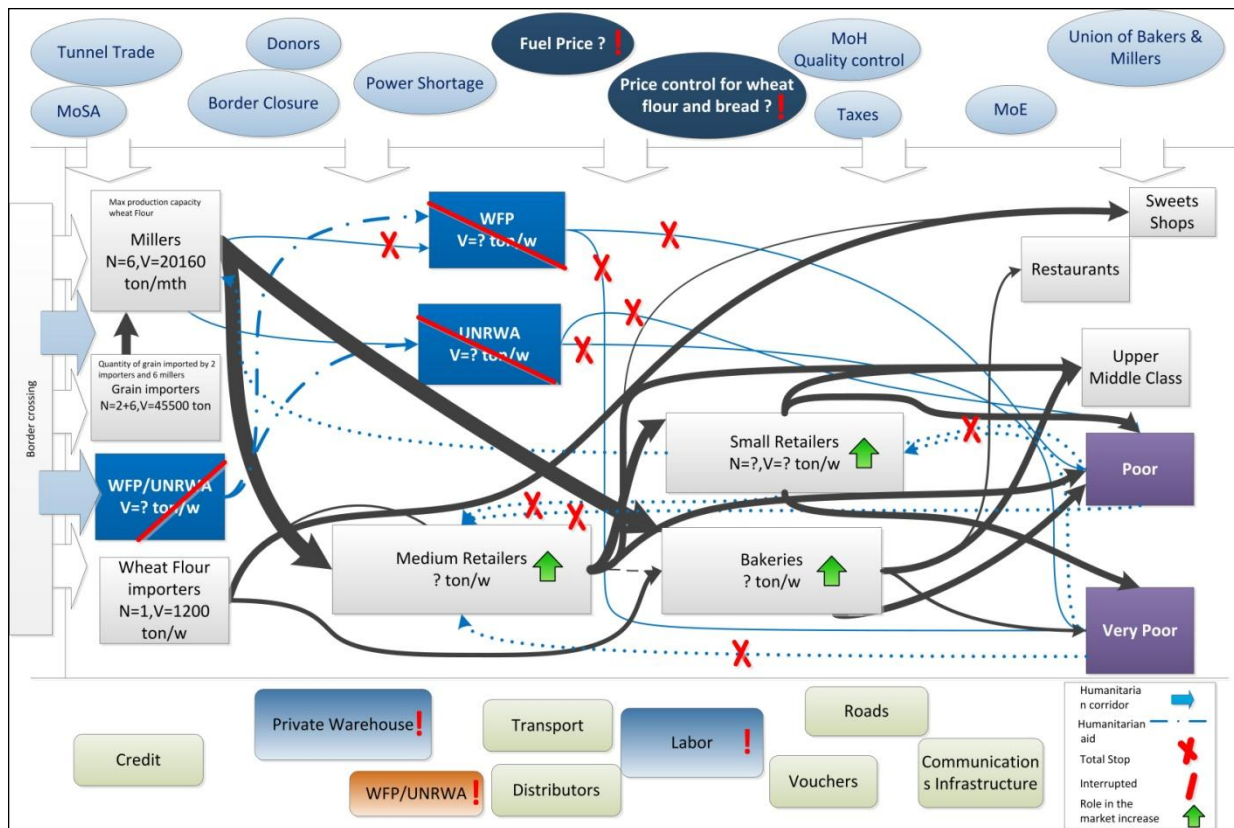 Tunnel Trade
Donors
Fuel Price ?
MoH
Quality control
Union of Bakers &
Millers
MoSA
Border Closure
Power Shortage
Price control for wheat
flour and bread ?
Taxes
MoE
Border crossing
Max production capacity
wheat Flour
Millers
N=6,V=20160
ton/mth
WFP
V=? ton/w
Sweets
Shops
Restaurants
UNRWA
V=? ton/w
Quantity of grain imported by 2
importers and 6 millers
Grain importers
N=2+6,V=45500 ton
Upper
Middle Class
Small Retailers
N=?,V=? ton/w
Poor
WFP/UNRWA
V=? ton/w
Medium Retailers
? ton/w
Bakeries
? ton/w
Wheat Flour
importers
N=1,V=1200
ton/w
Very Poor
Private Warehouse
Transport
Labor
Roads
Credit
WFP/UNRWA
Distributors
Vouchers
Communication
s Infrastructure
Humanitaria
n corridor
Humanitarian
aid
Total Stop
Interrupted
Role in the
market increase